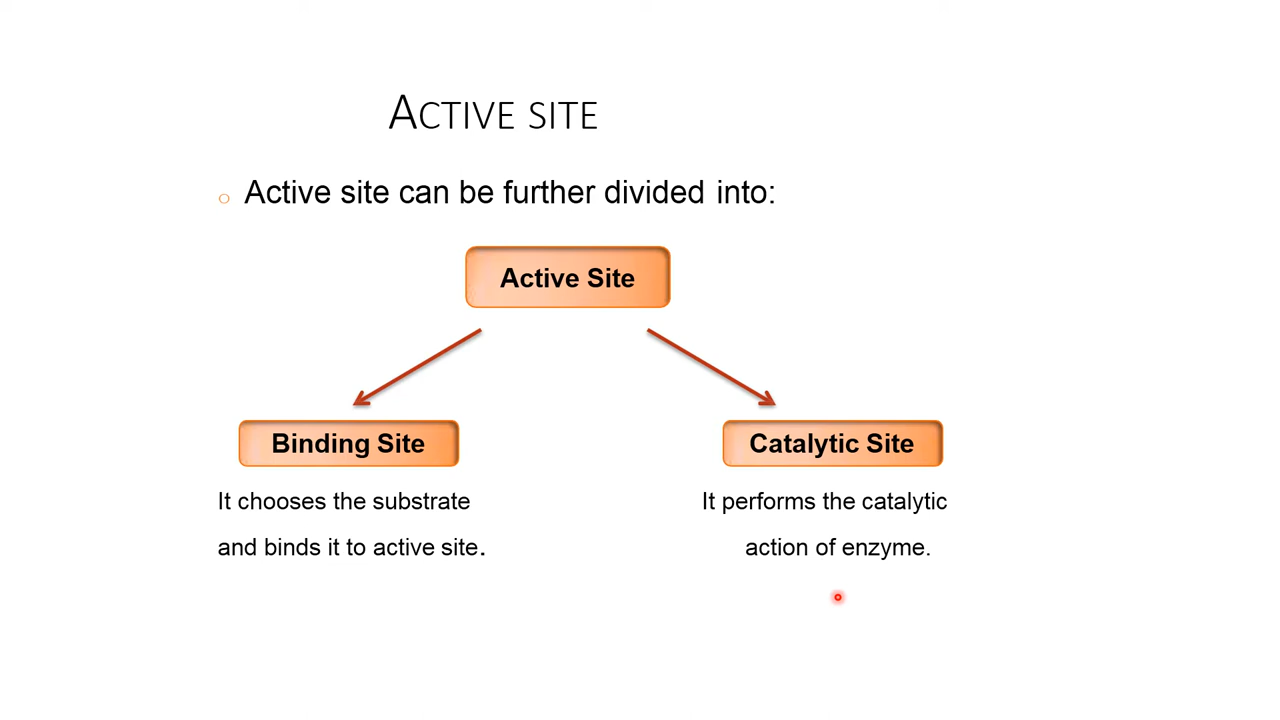 ACTIVE SITE
Active site can be further divided into:
Active Site
Binding Site
Catalytic Site
It chooses the substrate
and binds it to active site.
It performs the catalytic
action of enzyme.